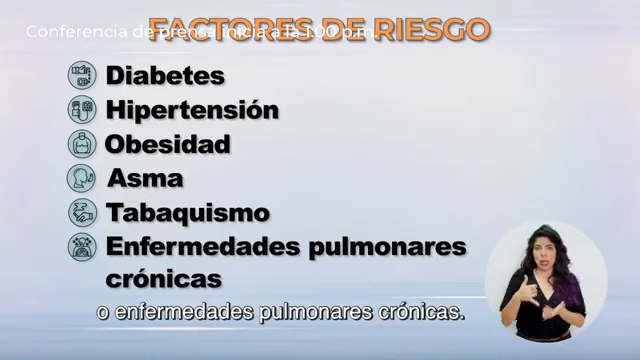 FACTORES DE RIESGO
Conferencia de prensa inicia a la 1:00 p.m.
Diabetes
Hipertensión
Obesidad
Asma
Tabaquismo
Enfermedades pulmonares
crónicas
o enfermedades pulmonares crónicas.